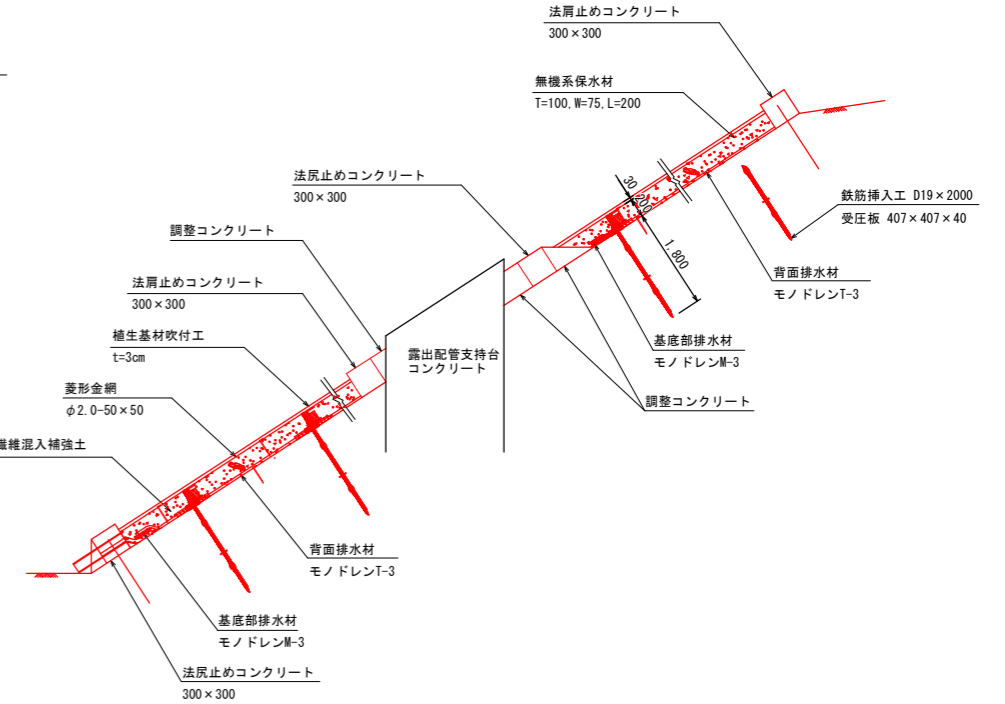 法肩止めコンクリート
300×300
無機系保水材
T=100, W=75, L=200
法尻止めコンクリート
300×300
30
200
1,800
鉄筋挿入工 D19×2000
受圧板 407×407×40
調整コンクリート
背面排水材
モノドレンT-3
法肩止めコンクリート
300×300
基底部排水材
モノドレンM-3
植生基材吹付工
t=3cm
露出配管支持台
コンクリート
調整コンクリート
菱形金網
φ2.0-50×50
維混入補強土
背面排水材
モノドレンT-3
基底部排水材
モノドレンM-3
法尻止めコンクリート
300×300